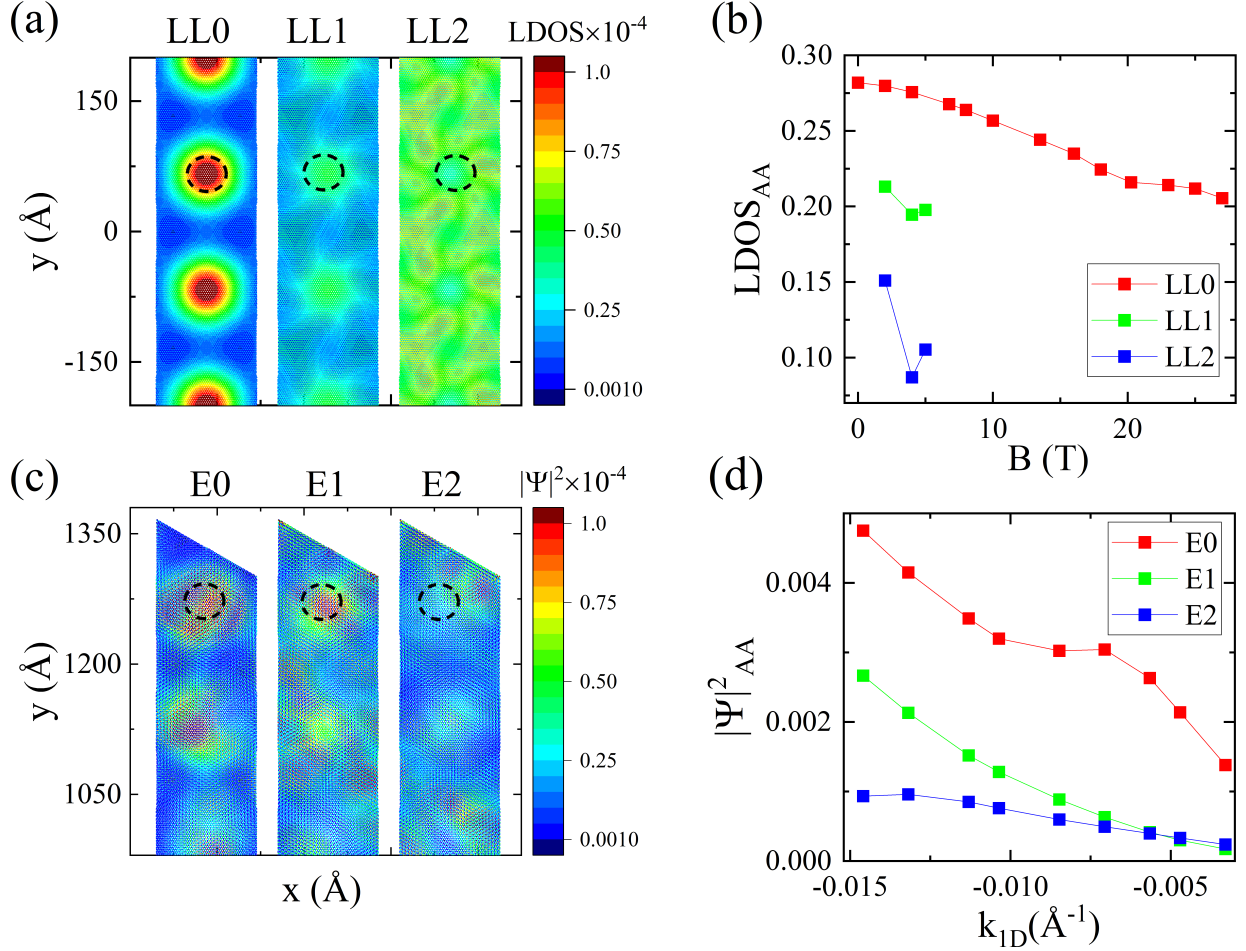 (a)
LL0 LL1 LL2 LDOS×10-4
150
0
-150
y (Å)
1.0
0.75
0.50
0.25
0.0010
(b)
0.30
0.25
0.20
0.15
0.10
LDOSAA
LL0
LL1
LL2
0 10 20
B (T)
(c)
E0 E1 E2 |Ψ|2×10-4
1350
1200
1050
y (Å)
x (Å)
1.0
0.75
0.50
0.25
0.0010
(d)
0.004
0.002
0.000
|Ψ|2AA
E0
E1
E2
-0.015 -0.010 -0.005
k1D(Å-1)